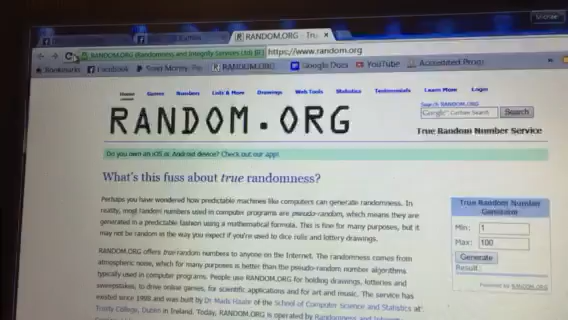 RANDOM.ORG - Tru
RANDOM.ORG (Randomness and Integrity Services Ltd) [IE] https://www.random.org
Bookmarks Facebook Send Money, Pay RANDOM.ORG Google Docs YouTube
Home Games Numbers Lists & More Drawings Web Tools Statistics Testimonials Learn More Login
Search RANDOM.ORG
Google Custom Search Search
RANDOM.ORG
True Random Number Service
Do you own an iOS or Android device? Check out our app!
What's this fuss about true randomness?
Perhaps you have wondered how predictable machines like computers can generate randomness. In
reality, most random numbers used in computer programs are pseudo-random, which means they are
generated in a predictable fashion using a mathematical formula. This is fine for many purposes, but it
may not be random in the way you expect if you're used to dice rolls and lottery drawings.
RANDOM.ORG offers true random numbers to anyone on the Internet. The randomness comes from
atmospheric noise, which for many purposes is better than the pseudo-random number algorithms
typically used in computer programs. People use RANDOM.ORG for holding drawings, lotteries and
sweepstakes, to drive online games, for scientific applications and for art and music. The service has
existed since 1998 and was built by Dr Mads Haahr of the School of Computer Science and Statistics at
Trinity College, Dublin in Ireland. Today, RANDOM.ORG is operated by Randomness and
True Random Number
Generator
Min: 1
Max: 100
Generate
Result:
Powered by RANDOM.ORG